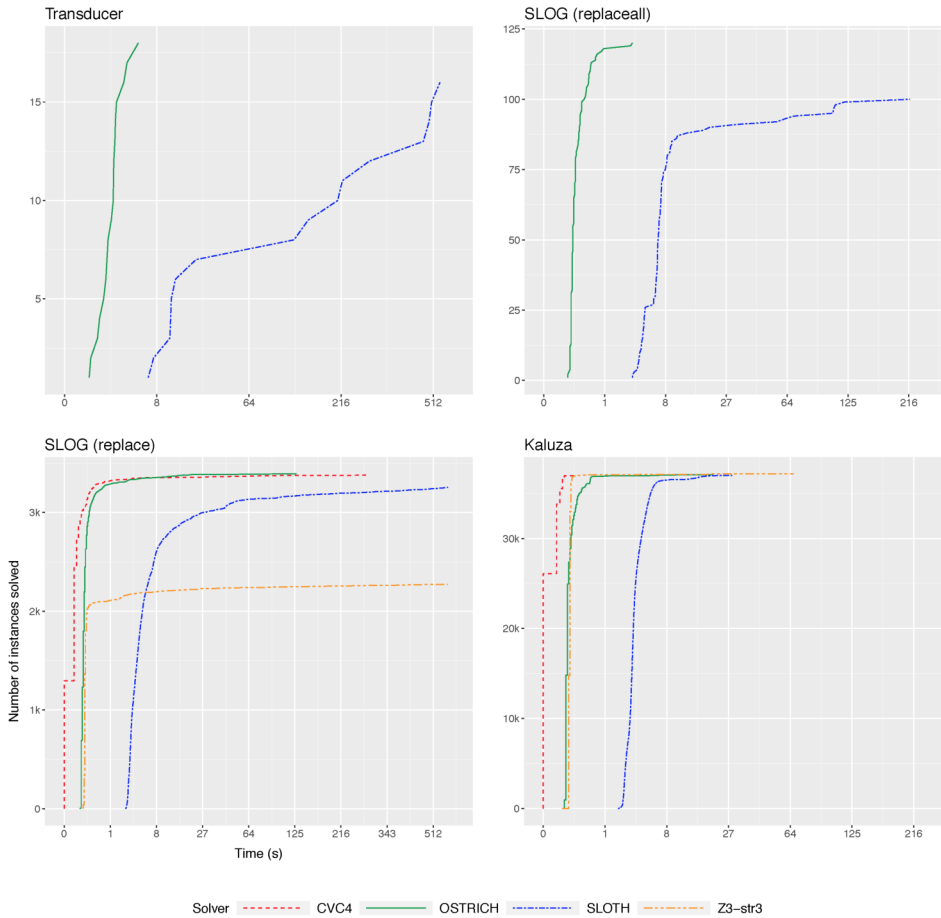 Transducer
15
10
5
0 8 64 216 512
SLOG (replaceall)
125
100
75
50
25
0
0 1 8 27 64 125 216
SLOG (replace)
3k
2k
1k
0
0 1 8 27 64 125 216 343 512
Number of instances solved
Time (s)
Kaluza
30k
20k
10k
0
0 1 8 27 64 125 216
Solver CVC4 OSTRICH SLOTH Z3-str3